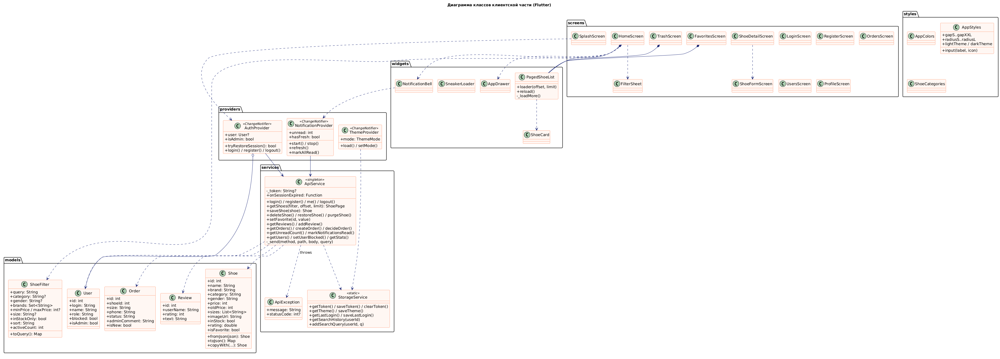 Диаграмма классов клиентской части (Flutter)
styles
AppColors
AppStyles
+gapS..gapXXL
+radiusS..radiusL
+lightTheme / darkTheme
+input(label, icon)
ShoeCategories
screens
SplashScreen
HomeScreen
TrashScreen
FavoritesScreen
ShoeDetailScreen
LoginScreen
RegisterScreen
OrdersScreen
FilterSheet
ShoeFormScreen
UsersScreen
ProfileScreen
widgets
NotificationBell
SneakerLoader
AppDrawer
PagedShoeList
+loader(offset, limit)
+reload()
-_loadMore()
ShoeCard
providers
«ChangeNotifier»
AuthProvider
+user: User?
+isAdmin: bool
+tryRestoreSession(): bool
+login() / register() / logout()
«ChangeNotifier»
NotificationProvider
+unread: int
+hasFresh: bool
+start() / stop()
+refresh()
+markAllRead()
«ChangeNotifier»
ThemeProvider
+mode: ThemeMode
+load() / setMode()
services
«singleton»
ApiService
-_token: String?
+onSessionExpired: Function
+login() / register() / me() / logout()
+getShoes(filter, offset, limit): ShoePage
+saveShoe(shoe): Shoe
+deleteShoe() / restoreShoe() / purgeShoe()
+setFavorite(id, value)
+getReviews() / addReview()
+getOrders() / createOrder() / decideOrder()
+getUnreadCount() / markNotificationsRead()
+getUsers() / setUserBlocked() / getStats()
-_send(method, path, body, query)
throws
ApiException
+message: String
+statusCode: int?
«static»
StorageService
+getToken() / saveToken() / clearToken()
+getTheme() / saveTheme()
+getLastLogin() / saveLastLogin()
+getSearchHistory(userId)
+addSearchQuery(userId, q)
models
ShoeFilter
+query: String
+category: String?
+gender: String?
+brands: Set<String>
+minPrice / maxPrice: int?
+size: String?
+inStockOnly: bool
+sort: String
+activeCount: int
+toQuery(): Map
User
+id: int
+login: String
+name: String
+role: String
+blocked: bool
+isAdmin: bool
Order
+id: int
+shoeId: int
+size: String
+phone: String
+status: String
+adminComment: String
+isNew: bool
Review
+id: int
+userName: String
+rating: int
+text: String
Shoe
+id: int
+name: String
+brand: String
+category: String
+gender: String
+price: int
+oldPrice: int
+sizes: List<String>
+imageUrl: String
+inStock: bool
+rating: double
+isFavorite: bool
+fromJson(json): Shoe
+toJson(): Map
+copyWith(...): Shoe